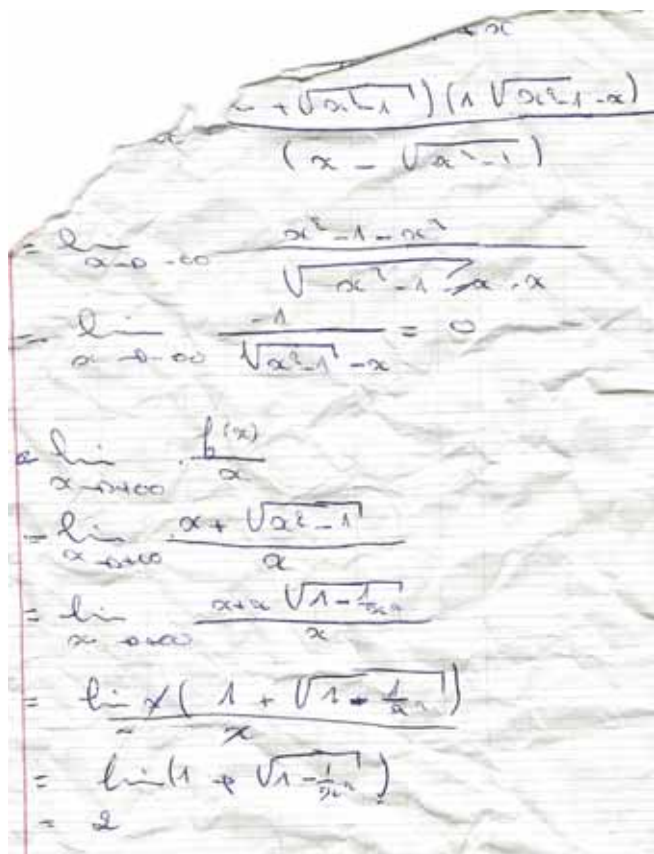 + x
+ √(x²-1) ) (1 √(x²-1) - x)
(x - √(x²-1))
= lim x→-∞ (x² - 1 - x²) / (√(x² - 1 - x) - x)
= lim x→-∞ -1 / (√(x²-1) - x) = 0
lim x→+∞ f(x) / x
= lim x→+∞ (x + √(x²-1)) / x
= lim x→+∞ (x + x √(1 - 1/x²)) / x
= lim x(1 + √(1 - 1/x²)) / x
= lim (1 + √(1 - 1/x²))
= 2